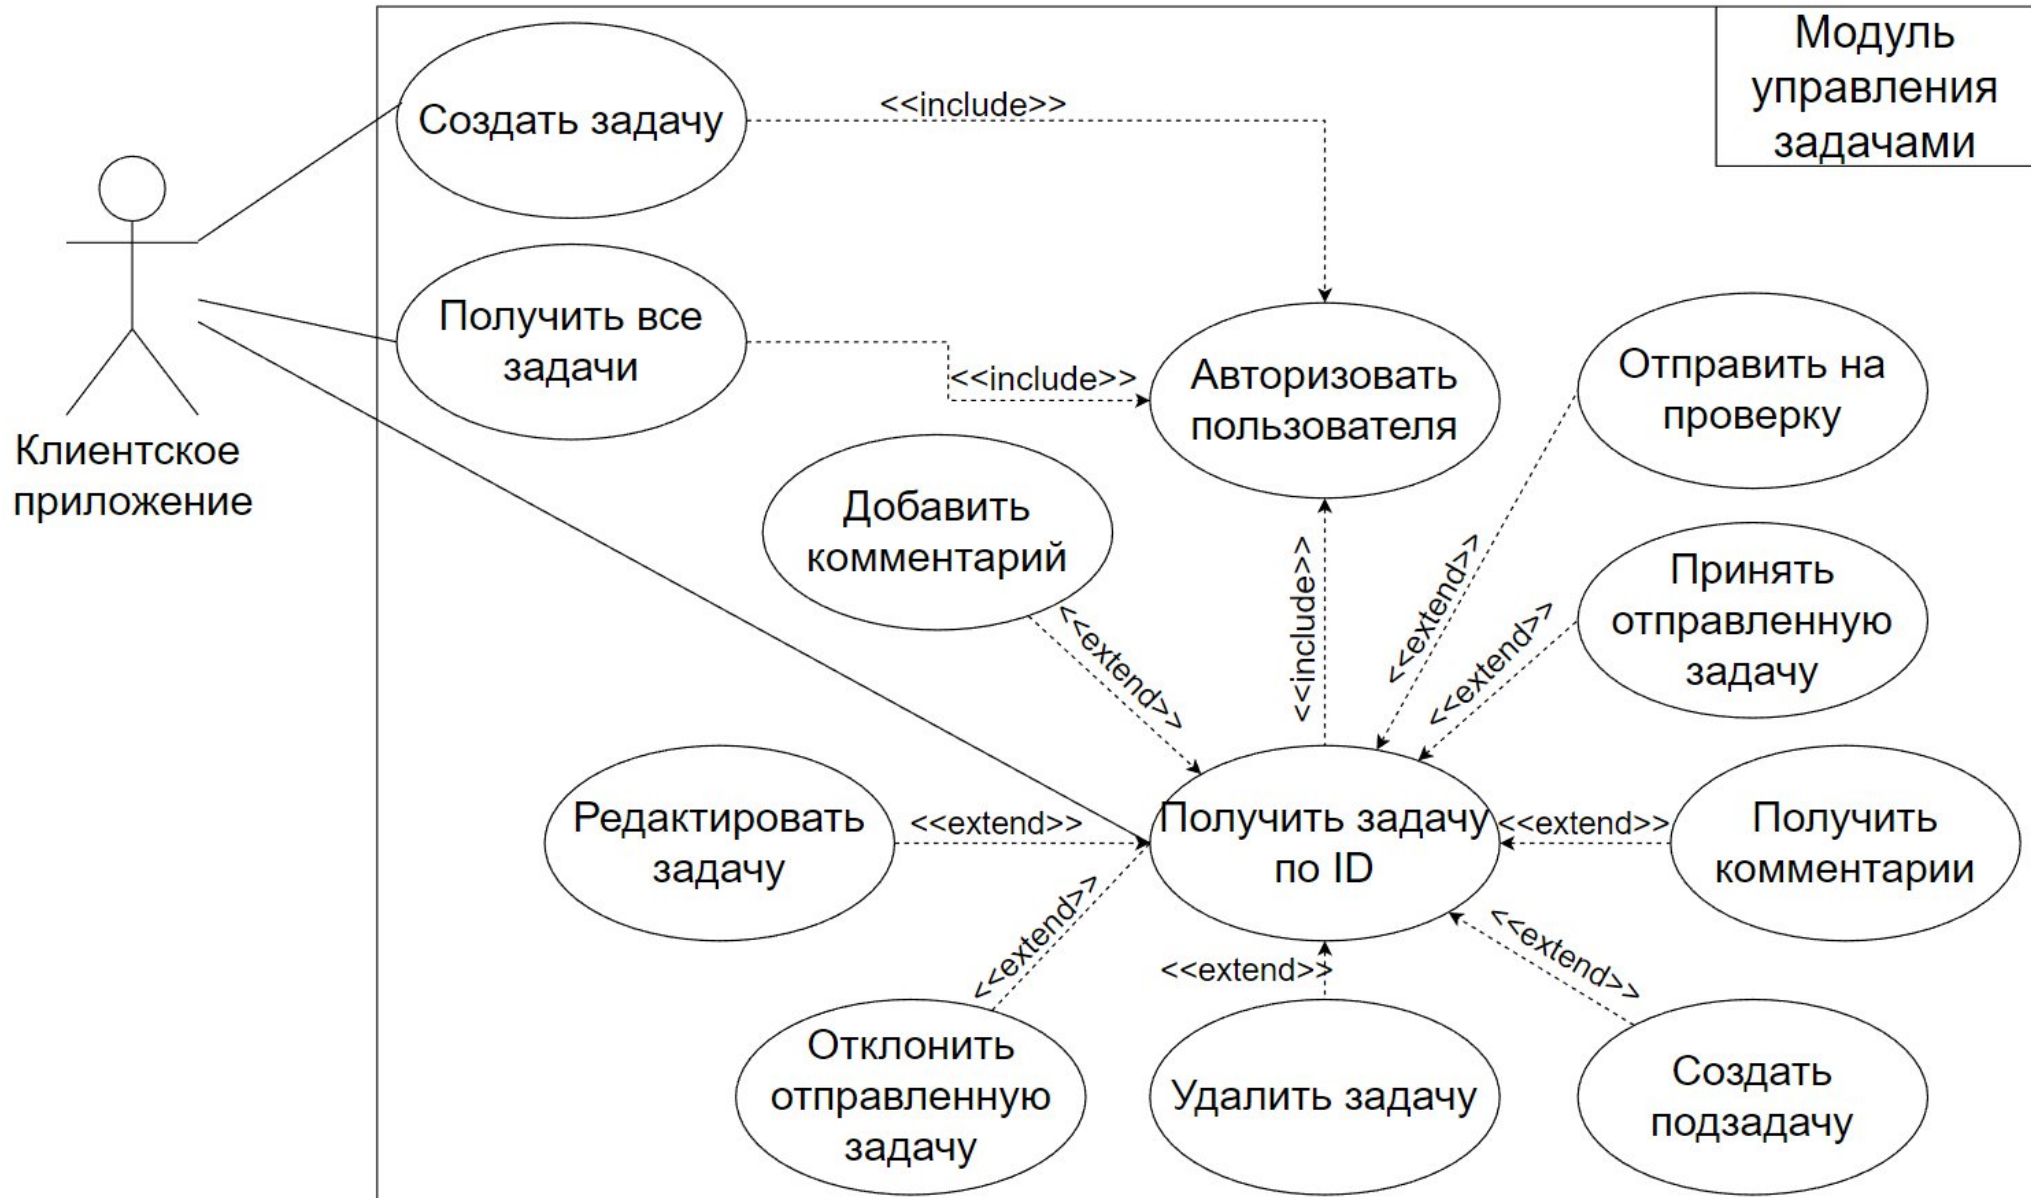 Модуль
управления
задачами
Создать задачу
<<include>>
Получить все
задачи
<<include>>
Авторизовать
пользователя
Отправить на
проверку
Клиентское
приложение
Добавить
комментарий
<<extend>>
<<include>>
<<extend>>
Принять
отправленную
задачу
<<extend>>
Редактировать
задачу
<<extend>>
Получить задачу
по ID
<<extend>>
Получить
комментарии
<<extend>>
<<extend>>
<<extend>>
Отклонить
отправленную
задачу
Удалить задачу
Создать
подзадачу